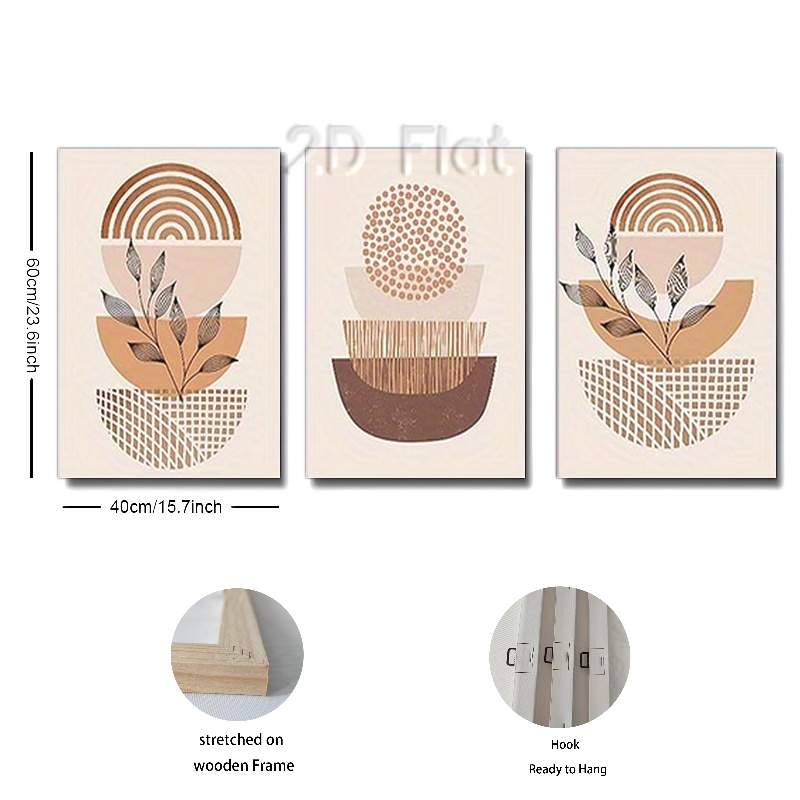 2D Flat
60cm/23.6inch
40cm/15.7inch
stretched on
wooden Frame
Hook
Ready to Hang